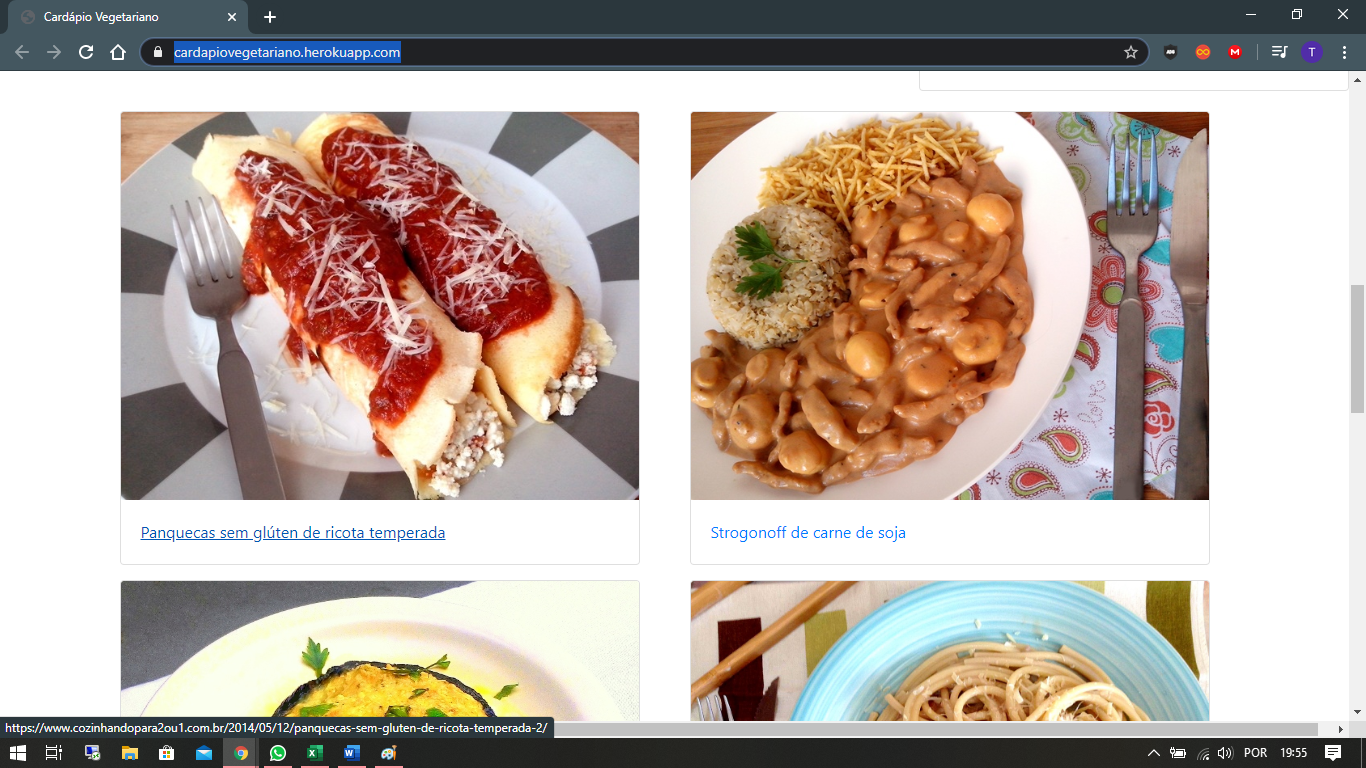 Cardápio Vegetariano
cardapiovegetariano.herokuapp.com
T
Panquecas sem glúten de ricota temperada
Strogonoff de carne de soja
https://www.cozinhandopara2ou1.com.br/2014/05/12/panquecas-sem-gluten-de-ricota-temperada-2/
POR
19:55